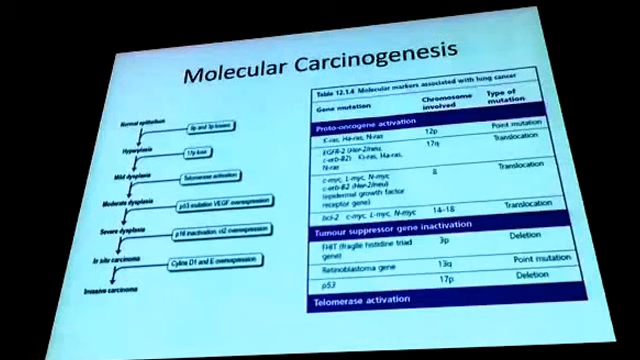 Molecular Carcinogenesis
Normal epithelium
9p and 3p losses
Hyperplasia
17p loss
Mild dysplasia
Telomerase activation
Moderate dysplasia
p53 mutation VEGF overexpression
Severe dysplasia
p16 inactivation, overexpression
In situ carcinoma
Cylins D1 and E overexpression
Invasive carcinoma
Table 12.1.4 Molecular markers associated with lung cancer
Gene mutation Chromosome involved Type of mutation
Proto-oncogene activation
K-ras, Ha-ras, N-ras 12p Point mutation
EGFR-2 (Her-2/neu, 17q Translocation
c-erb-B2) Ki-ras, Ha-ras,
N-ras
c-myc, L-myc, N-myc 8 Translocation
c-erb-B2 (Her-2/neu)
(epidermal growth factor
receptor gene)
bcl-2 c-myc, L-myc, N-myc 14–18 Translocation
Tumour suppressor gene inactivation
FHIT (fragile histidine triad 3p Deletion
gene)
Retinoblastoma gene 13q Point mutation
p53 17p Deletion
Telomerase activation